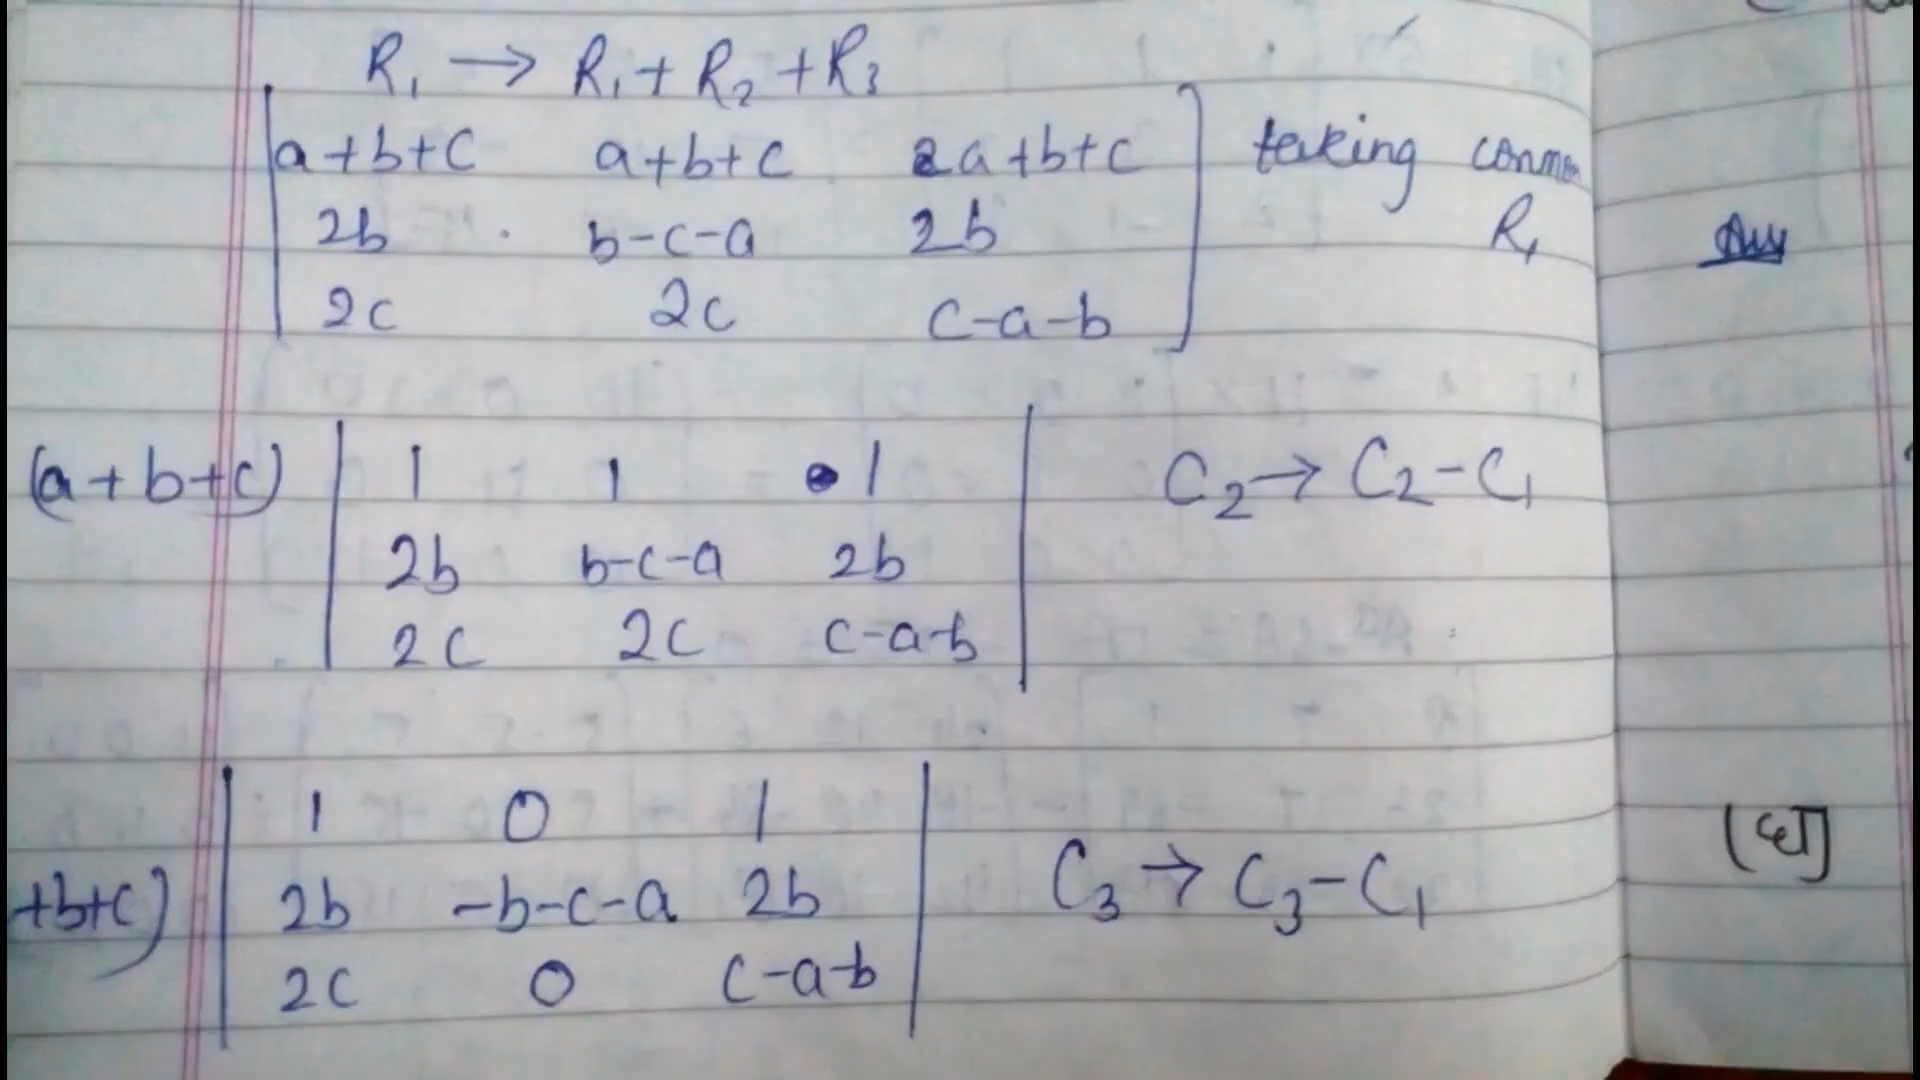 R₁ → R₁ + R₂ + R₃
a+b+c a+b+c 2a+b+c taking
2b b-c-a 2b R₁
2c 2c c-a-b
(a+b+c) 1 1 1 C₂ → C₂ - C₁
2b b-c-a 2b
2c 2c c-a-b
1 0 1
+b+c) 2b -b-c-a 2b C₃ → C₃ - C₁
2c 0 c-a-b
Ans